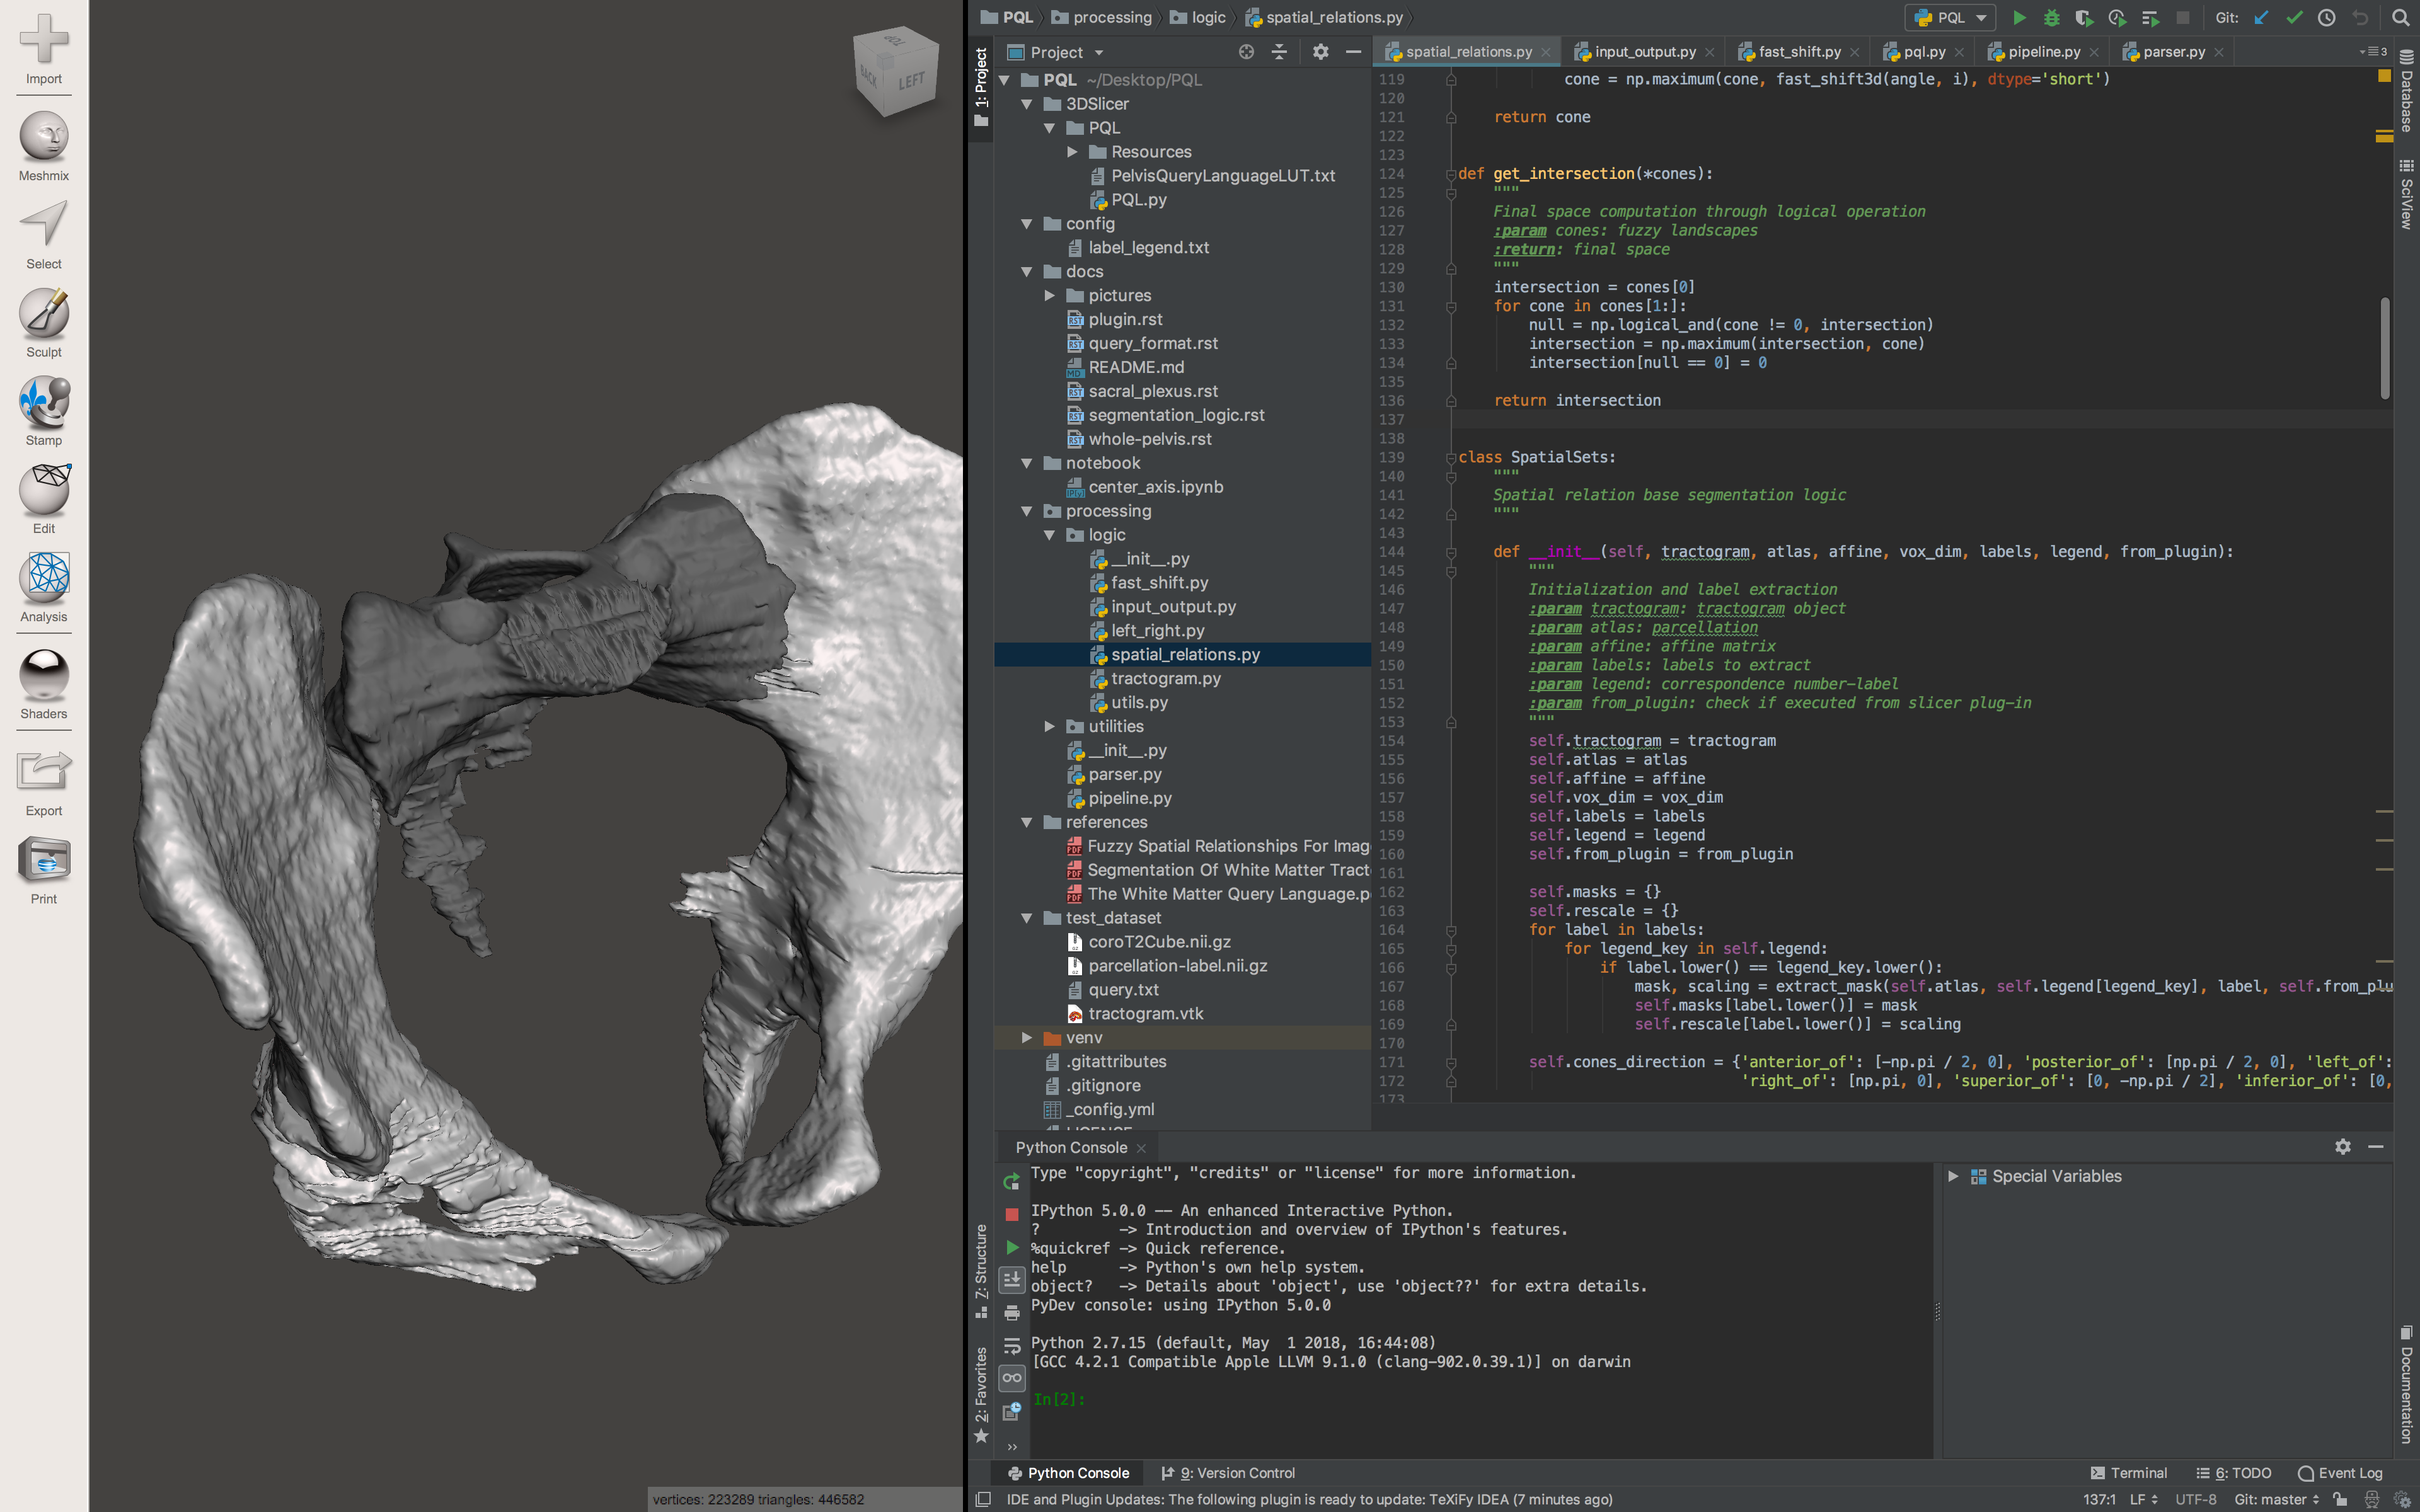 Import
Meshmix
Select
Sculpt
Stamp
Edit
Analysis
Shaders
Export
Print
TOP
BACK
LEFT
vertices: 223289 triangles: 446582
PQL processing logic spatial_relations.py
PQL
Git:
Project
spatial_relations.py input_output.py fast_shift.py pql.py pipeline.py parser.py
3
1: Project
PQL ~/Desktop/PQL
3DSlicer
PQL
Resources
PelvisQueryLanguageLUT.txt
PQL.py
config
label_legend.txt
docs
pictures
plugin.rst
query_format.rst
README.md
sacral_plexus.rst
segmentation_logic.rst
whole-pelvis.rst
notebook
center_axis.ipynb
processing
logic
__init__.py
fast_shift.py
input_output.py
left_right.py
spatial_relations.py
tractogram.py
utils.py
utilities
__init__.py
parser.py
pipeline.py
references
Fuzzy Spatial Relationships For Imag
Segmentation Of White Matter Tract
The White Matter Query Language.p
test_dataset
coroT2Cube.nii.gz
parcellation-label.nii.gz
query.txt
tractogram.vtk
venv
.gitattributes
.gitignore
_config.yml
7: Structure
2: Favorites
119 cone = np.maximum(cone, fast_shift3d(angle, i), dtype='short')
120
121 return cone
122
123
124 def get_intersection(*cones):
125 """
126 Final space computation through logical operation
127 :param cones: fuzzy landscapes
128 :return: final space
129 """
130 intersection = cones[0]
131 for cone in cones[1:]:
132 null = np.logical_and(cone != 0, intersection)
133 intersection = np.maximum(intersection, cone)
134 intersection[null == 0] = 0
135
136 return intersection
137
138
139 class SpatialSets:
140 """
141 Spatial relation base segmentation logic
142 """
143
144 def __init__(self, tractogram, atlas, affine, vox_dim, labels, legend, from_plugin):
145 """
146 Initialization and label extraction
147 :param tractogram: tractogram object
148 :param atlas: parcellation
149 :param affine: affine matrix
150 :param labels: labels to extract
151 :param legend: correspondence number-label
152 :param from_plugin: check if executed from slicer plug-in
153 """
154 self.tractogram = tractogram
155 self.atlas = atlas
156 self.affine = affine
157 self.vox_dim = vox_dim
158 self.labels = labels
159 self.legend = legend
160 self.from_plugin = from_plugin
161
162 self.masks = {}
163 self.rescale = {}
164 for label in labels:
165 for legend_key in self.legend:
166 if label.lower() == legend_key.lower():
167 mask, scaling = extract_mask(self.atlas, self.legend[legend_key], label, self.from_plu
168 self.masks[label.lower()] = mask
169 self.rescale[label.lower()] = scaling
170
171 self.cones_direction = {'anterior_of': [-np.pi / 2, 0], 'posterior_of': [np.pi / 2, 0], 'left_of':
172 'right_of': [np.pi, 0], 'superior_of': [0, -np.pi / 2], 'inferior_of': [0,
173
Database
SciView
Documentation
Python Console
Type "copyright", "credits" or "license" for more information.
IPython 5.0.0 -- An enhanced Interactive Python.
? -> Introduction and overview of IPython's features.
%quickref -> Quick reference.
help -> Python's own help system.
object? -> Details about 'object', use 'object??' for extra details.
PyDev console: using IPython 5.0.0
Python 2.7.15 (default, May 1 2018, 16:44:08)
[GCC 4.2.1 Compatible Apple LLVM 9.1.0 (clang-902.0.39.1)] on darwin
In[2]:
Special Variables
Python Console 9: Version Control
Terminal 6: TODO Event Log
IDE and Plugin Updates: The following plugin is ready to update: TeXiFy IDEA (7 minutes ago)
137:1 LF UTF-8 Git: master